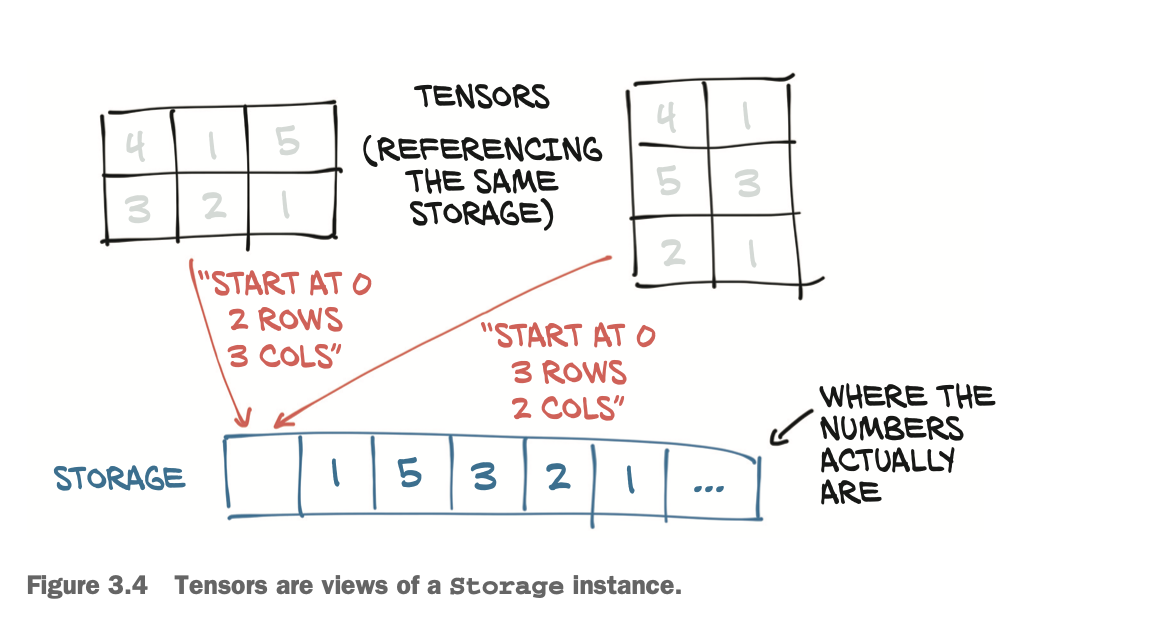 TENSORS
(REFERENCING
THE SAME
STORAGE)
4 1 5
3 2 1
4 1
5 3
2 1
"START AT 0
2 ROWS
3 COLS"
"START AT 0
3 ROWS
2 COLS"
WHERE THE
NUMBERS
ACTUALLY
ARE
STORAGE
1 5 3 2 1 ...
Figure 3.4 Tensors are views of a Storage instance.